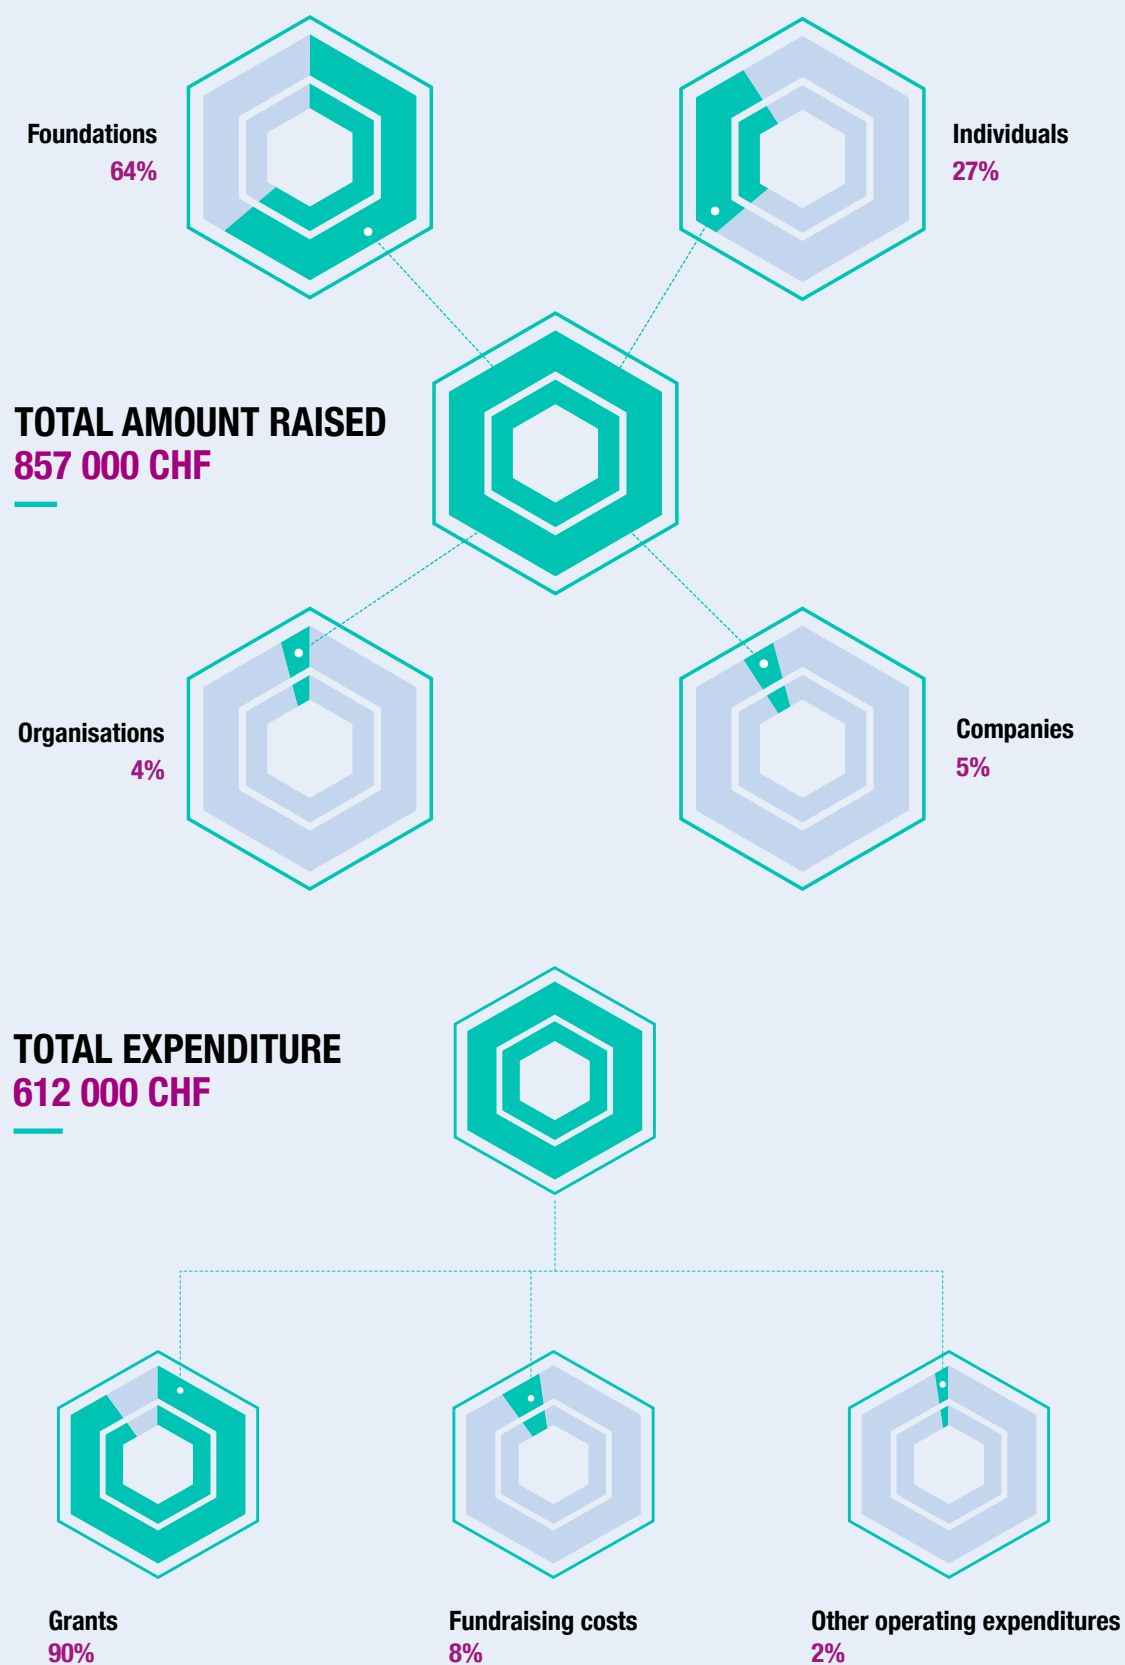 Foundations
64%
Individuals
27%
TOTAL AMOUNT RAISED
857 000 CHF
Organisations
4%
Companies
5%
TOTAL EXPENDITURE
612 000 CHF
Grants
90%
Fundraising costs
8%
Other operating expenditures
2%